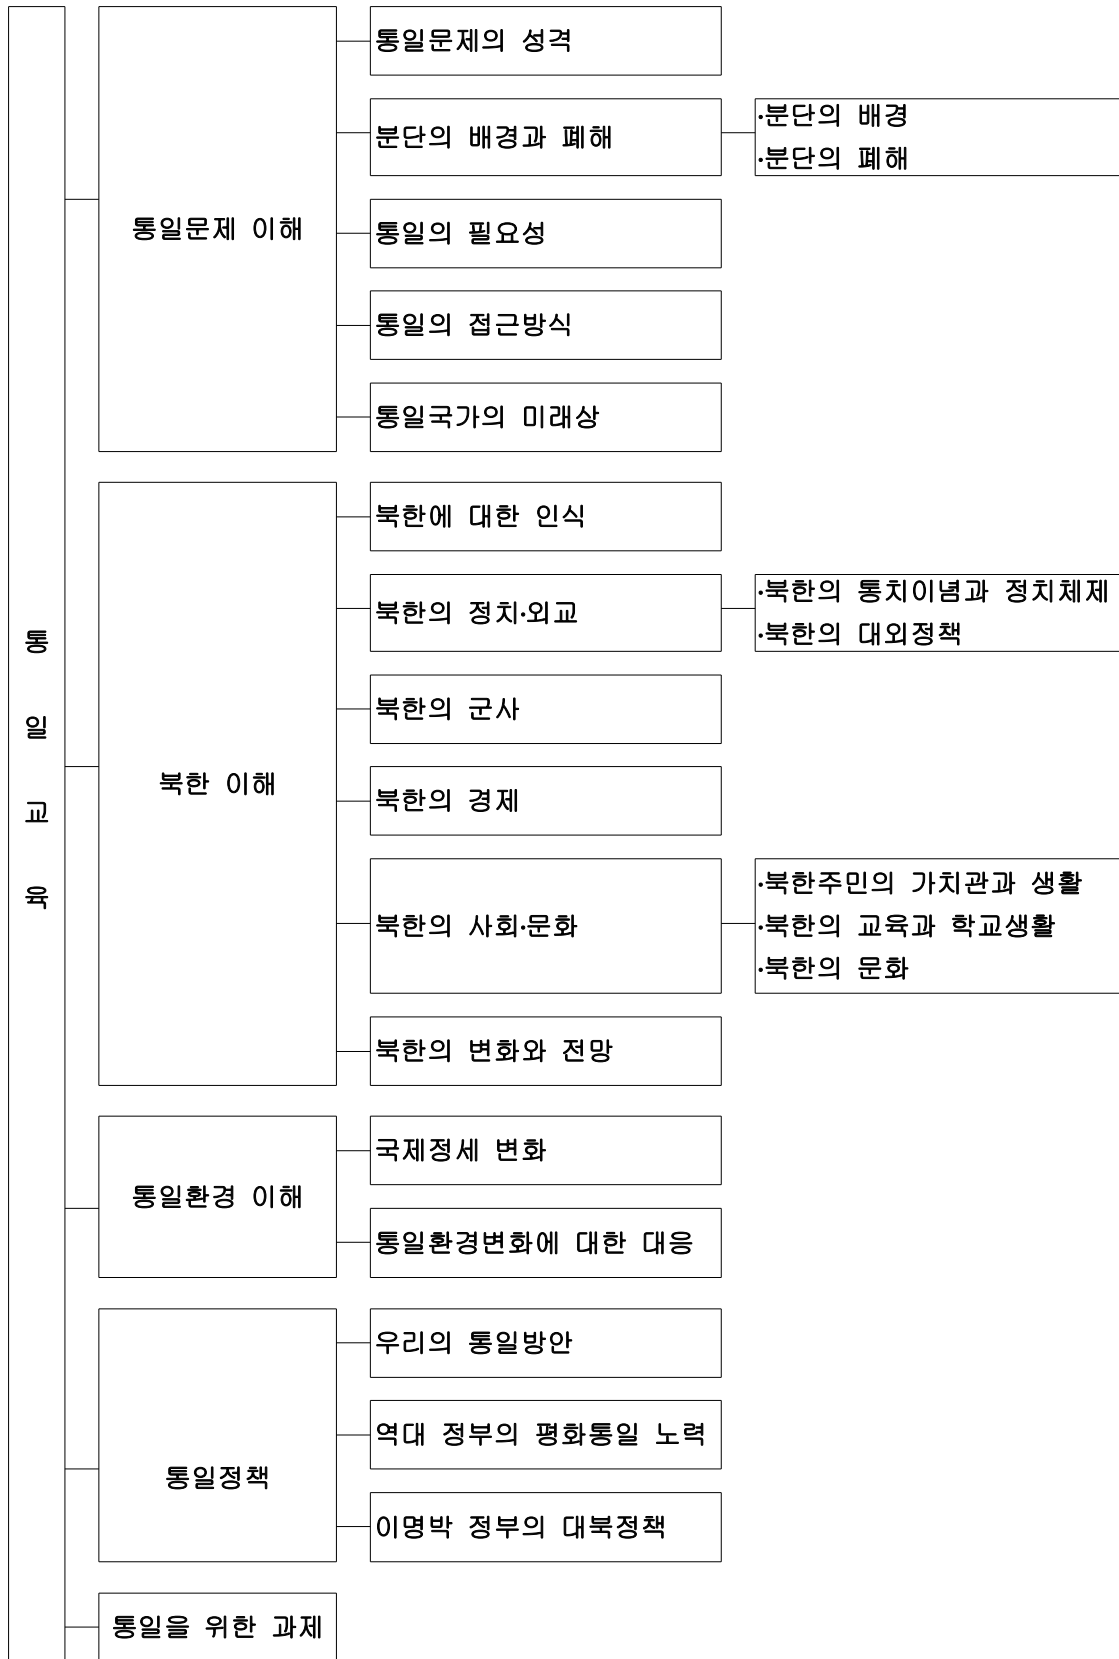 통일교육
통일문제 이해
통일문제의 성격
분단의 배경과 폐해
·분단의 배경
·분단의 폐해
통일의 필요성
통일의 접근방식
통일국가의 미래상
북한 이해
북한에 대한 인식
북한의 정치·외교
·북한의 통치이념과 정치체제
·북한의 대외정책
북한의 군사
북한의 경제
북한의 사회·문화
·북한주민의 가치관과 생활
·북한의 교육과 학교생활
·북한의 문화
북한의 변화와 전망
통일환경 이해
국제정세 변화
통일환경변화에 대한 대응
통일정책
우리의 통일방안
역대 정부의 평화통일 노력
이명박 정부의 대북정책
통일을 위한 과제